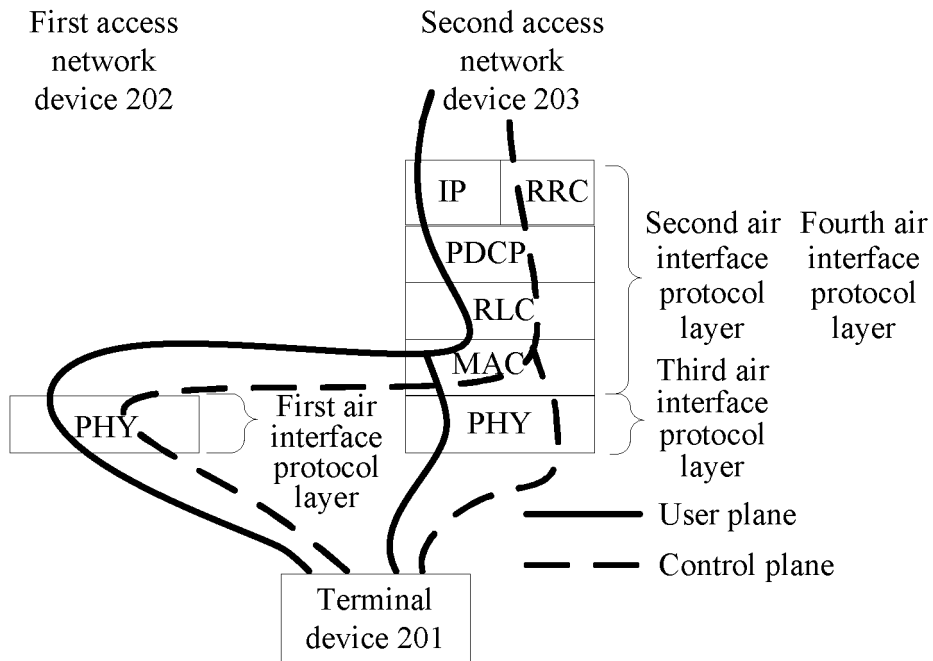 First access
network
device 202
Second access
network
device 203
IP
RRC
PDCP
RLC
MAC
PHY
Second air
interface
protocol
layer
Fourth air
interface
protocol
layer
Third air
interface
protocol
layer
PHY
First air
interface
protocol
layer
User plane
Control plane
Terminal
device 201